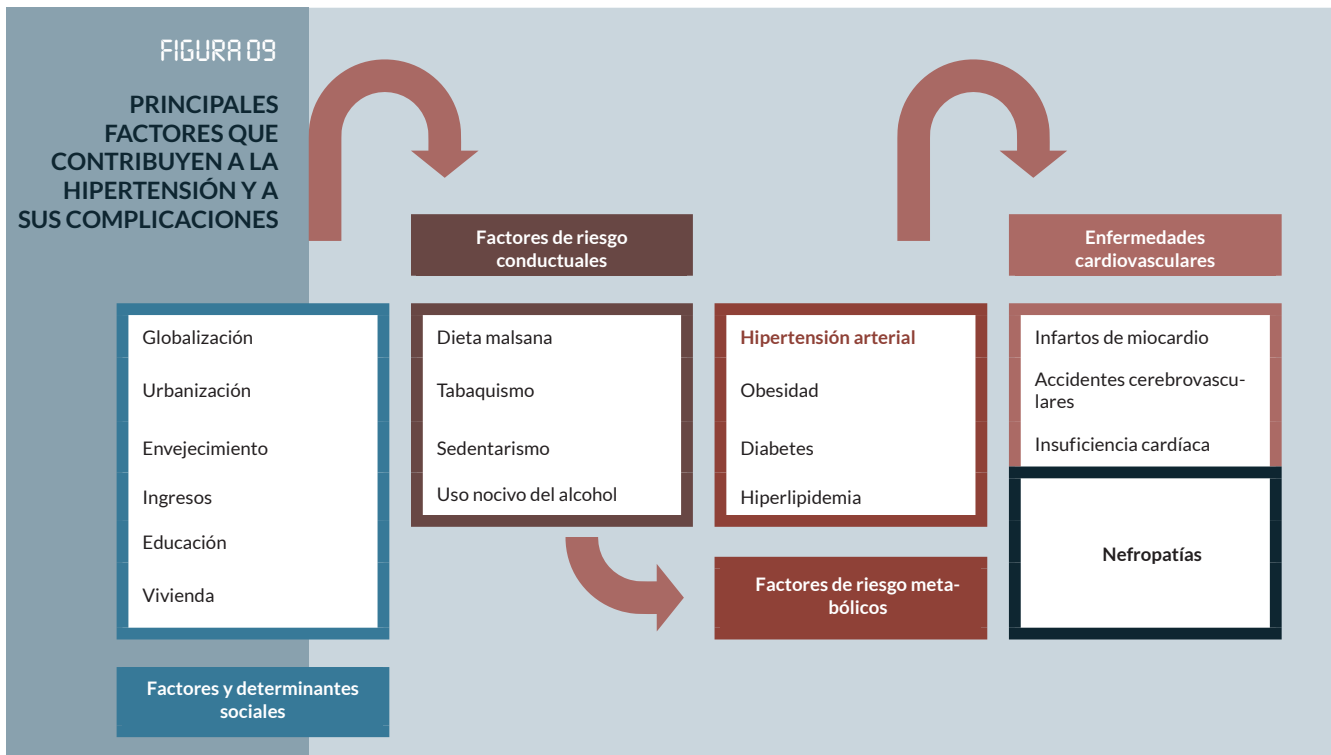 FIGURA 09
PRINCIPALES
FACTORES QUE
CONTRIBUYEN A LA
HIPERTENSIÓN Y A
SUS COMPLICACIONES
Globalización
Urbanización
Envejecimiento
Ingresos
Educación
Vivienda
Factores y determinantes
sociales
Factores de riesgo
conductuales
Dieta malsana
Tabaquismo
Sedentarismo
Uso nocivo del alcohol
Hipertensión arterial
Obesidad
Diabetes
Hiperlipidemia
Factores de riesgo meta-
bólicos
Enfermedades
cardiovasculares
Infartos de miocardio
Accidentes cerebrovascu-
lares
Insuficiencia cardíaca
Nefropatías